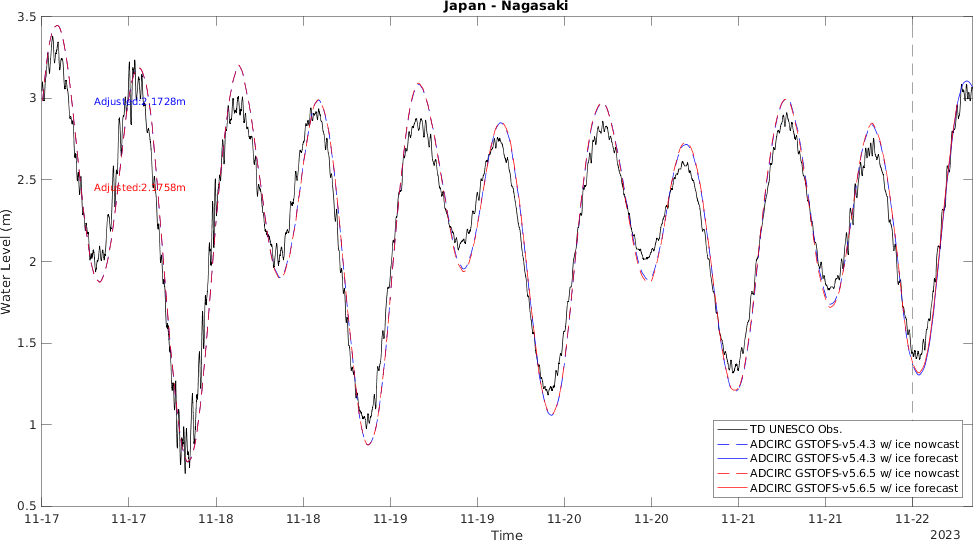 Japan - Nagasaki
3.5
3
2.5
2
1.5
1
0.5
Water Level (m)
Adjusted:2.1728m
Adjusted:2.1758m
TD UNESCO Obs.
ADCIRC GSTOFS-v5.4.3 w/ ice nowcast
ADCIRC GSTOFS-v5.4.3 w/ ice forecast
ADCIRC GSTOFS-v5.6.5 w/ ice nowcast
ADCIRC GSTOFS-v5.6.5 w/ ice forecast
11-17 11-17 11-18 11-18 11-19 11-19 11-20 11-20 11-21 11-21 11-22
Time
2023